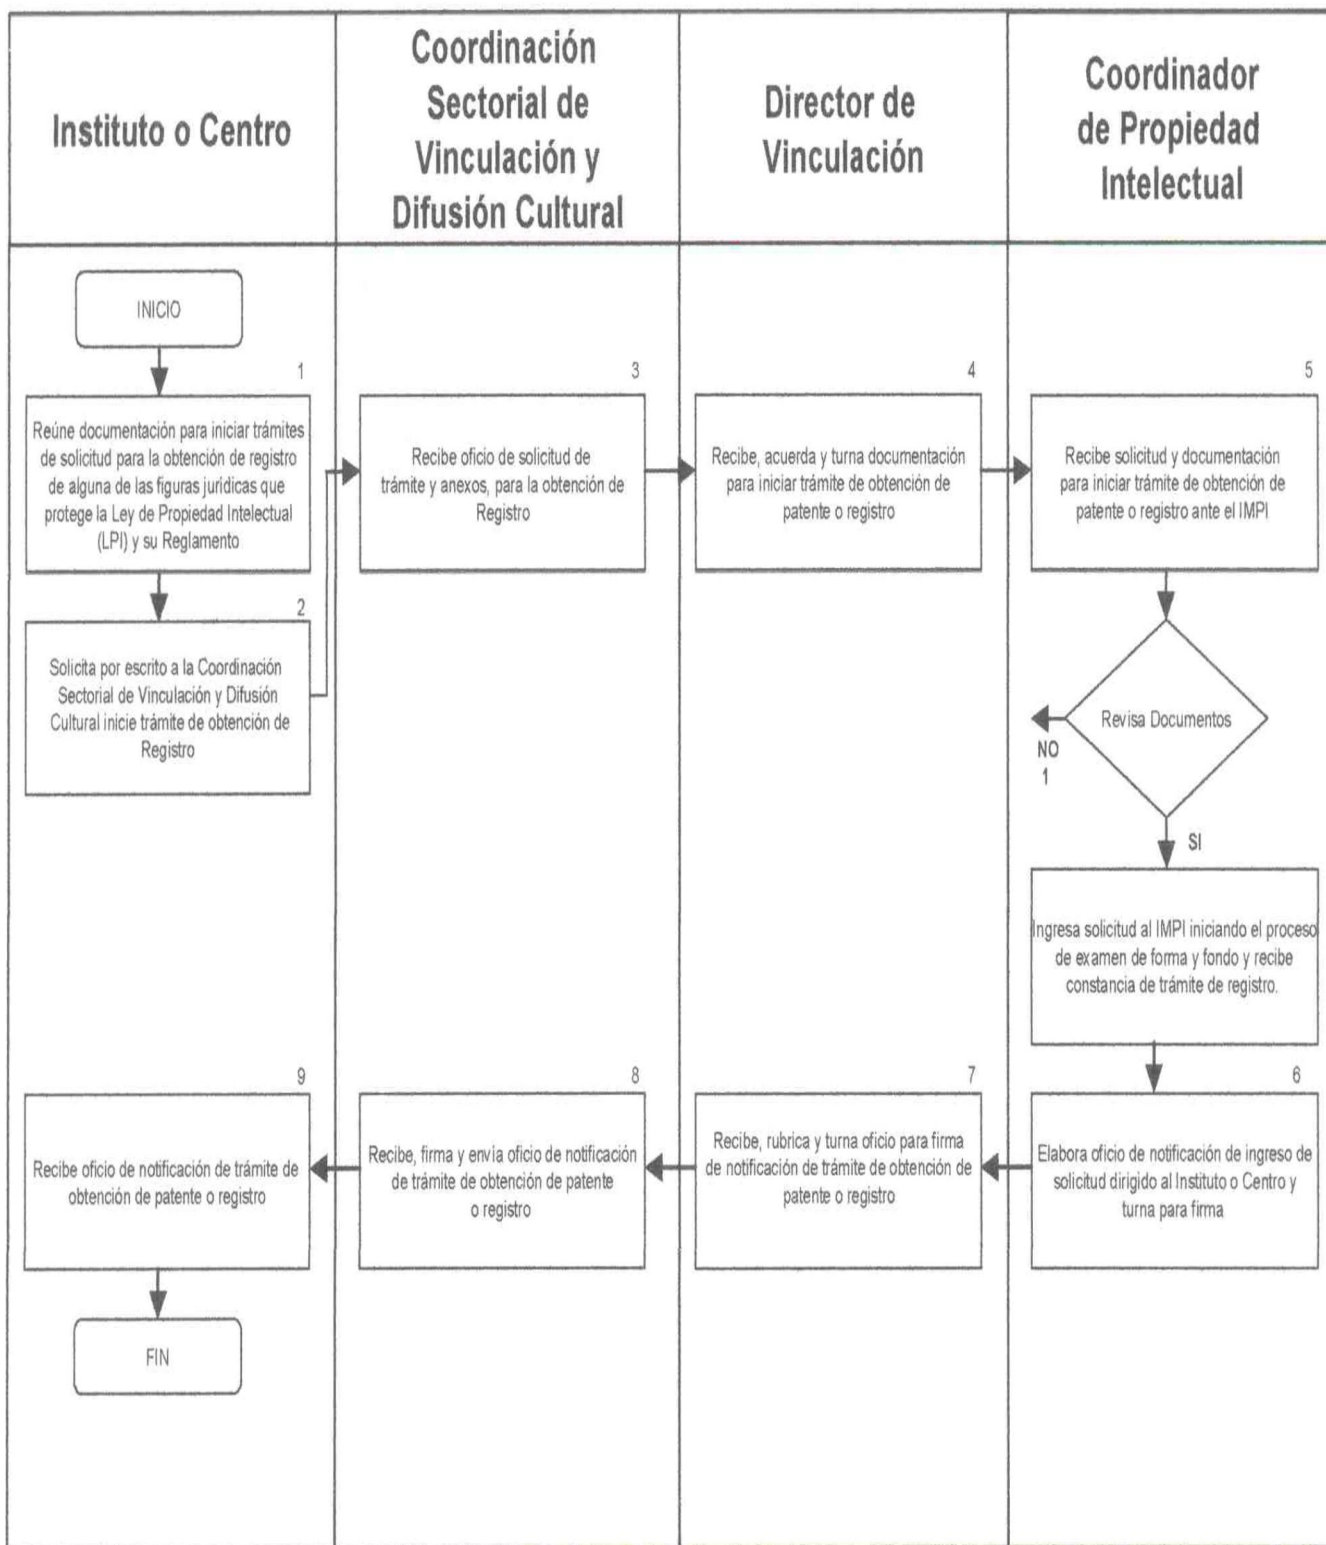 Instituto o Centro
Coordinación
Sectorial de
Vinculación y
Difusión Cultural
Director de
Vinculación
Coordinador
de Propiedad
Intelectual
INICIO
1
Reúne documentación para iniciar trámites
de solicitud para la obtención de registro
de alguna de las figuras jurídicas que
protege la Ley de Propiedad Intelectual
(LPI) y su Reglamento
2
Solicita por escrito a la Coordinación
Sectorial de Vinculación y Difusión
Cultural inicie trámite de obtención de
Registro
3
Recibe oficio de solicitud de
trámite y anexos, para la obtención de
Registro
4
Recibe, acuerda y turna documentación
para iniciar trámite de obtención de
patente o registro
5
Recibe solicitud y documentación
para iniciar trámite de obtención de
patente o registro ante el IMPI
Revisa Documentos
NO
1
SI
Ingresa solicitud al IMPI iniciando el proceso
de examen de forma y fondo y recibe
constancia de trámite de registro.
6
Elabora oficio de notificación de ingreso de
solicitud dirigido al Instituto o Centro y
turna para firma
7
Recibe, rubrica y turna oficio para firma
de notificación de trámite de obtención de
patente o registro
8
Recibe, firma y envía oficio de notificación
de trámite de obtención de patente
o registro
9
Recibe oficio de notificación de trámite de
obtención de patente o registro
FIN